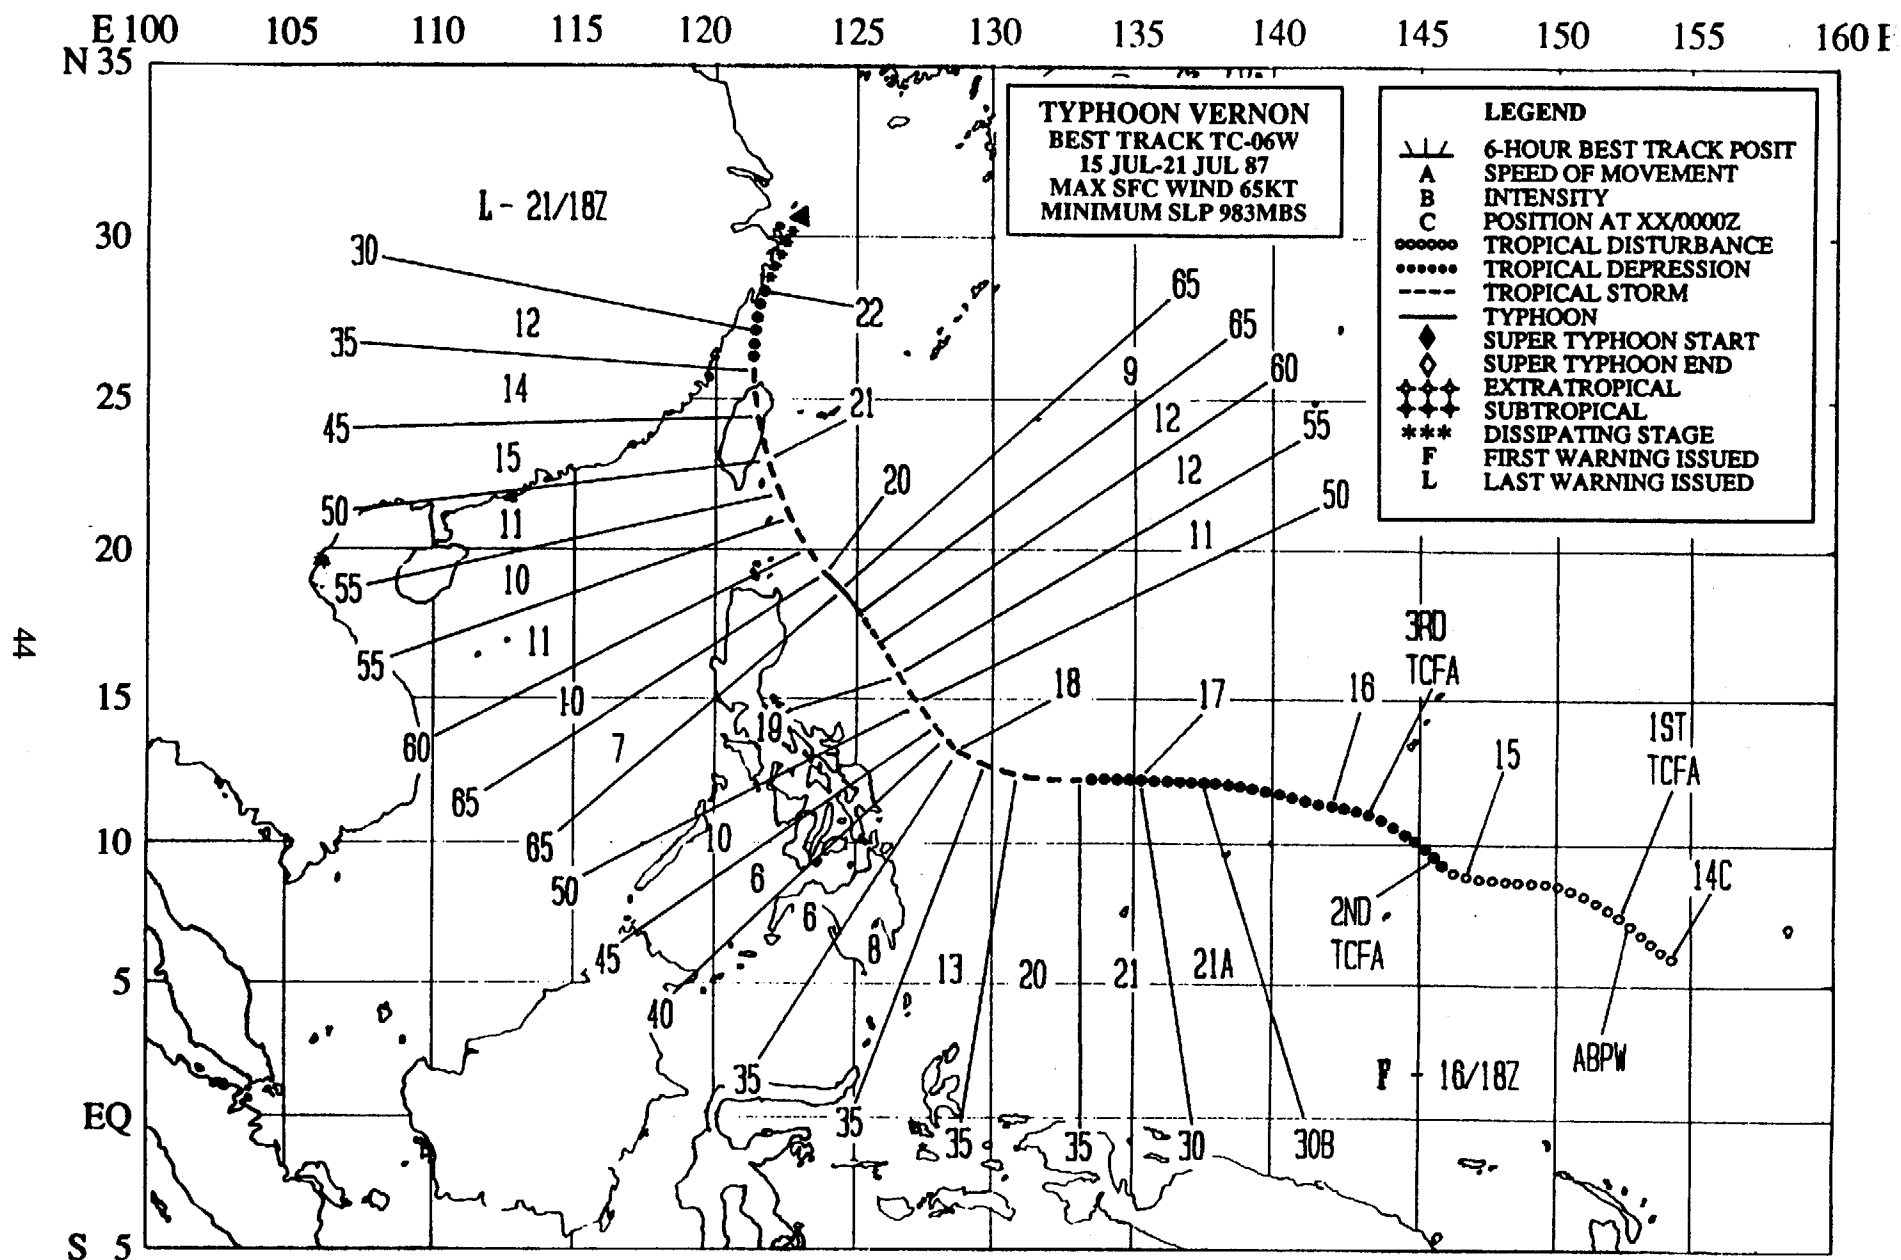 E 100 105 110 115 120 125 130 135 140 145 150 155 160 E
N 35
TYPHOON VERNON
BEST TRACK TC-06W
15 JUL-21 JUL 87
MAX SFC WIND 65KT
MINIMUM SLP 983MBS
LEGEND
6-HOUR BEST TRACK POSIT
A SPEED OF MOVEMENT
B INTENSITY
C POSITION AT XX/0000Z
TROPICAL DISTURBANCE
TROPICAL DEPRESSION
TROPICAL STORM
TYPHOON
SUPER TYPHOON START
SUPER TYPHOON END
EXTRATROPICAL
SUBTROPICAL
*** DISSIPATING STAGE
F FIRST WARNING ISSUED
L LAST WARNING ISSUED
L - 21/18Z
30
30
65
22
12
65
35
9
60
14
25
21
12
55
45
15
12
20
50
50
11
11
20
55
10
3RD
TCFA
11
55
18
17
16
15
10
19
1ST
TCFA
15
60
7
65
10
10
65
6
50
14C
2ND
TCFA
6
45
8
13
20
21
21A
5
40
ABPW
35
F - 16/18Z
EQ
35
35
35
30
30B
S 5
44